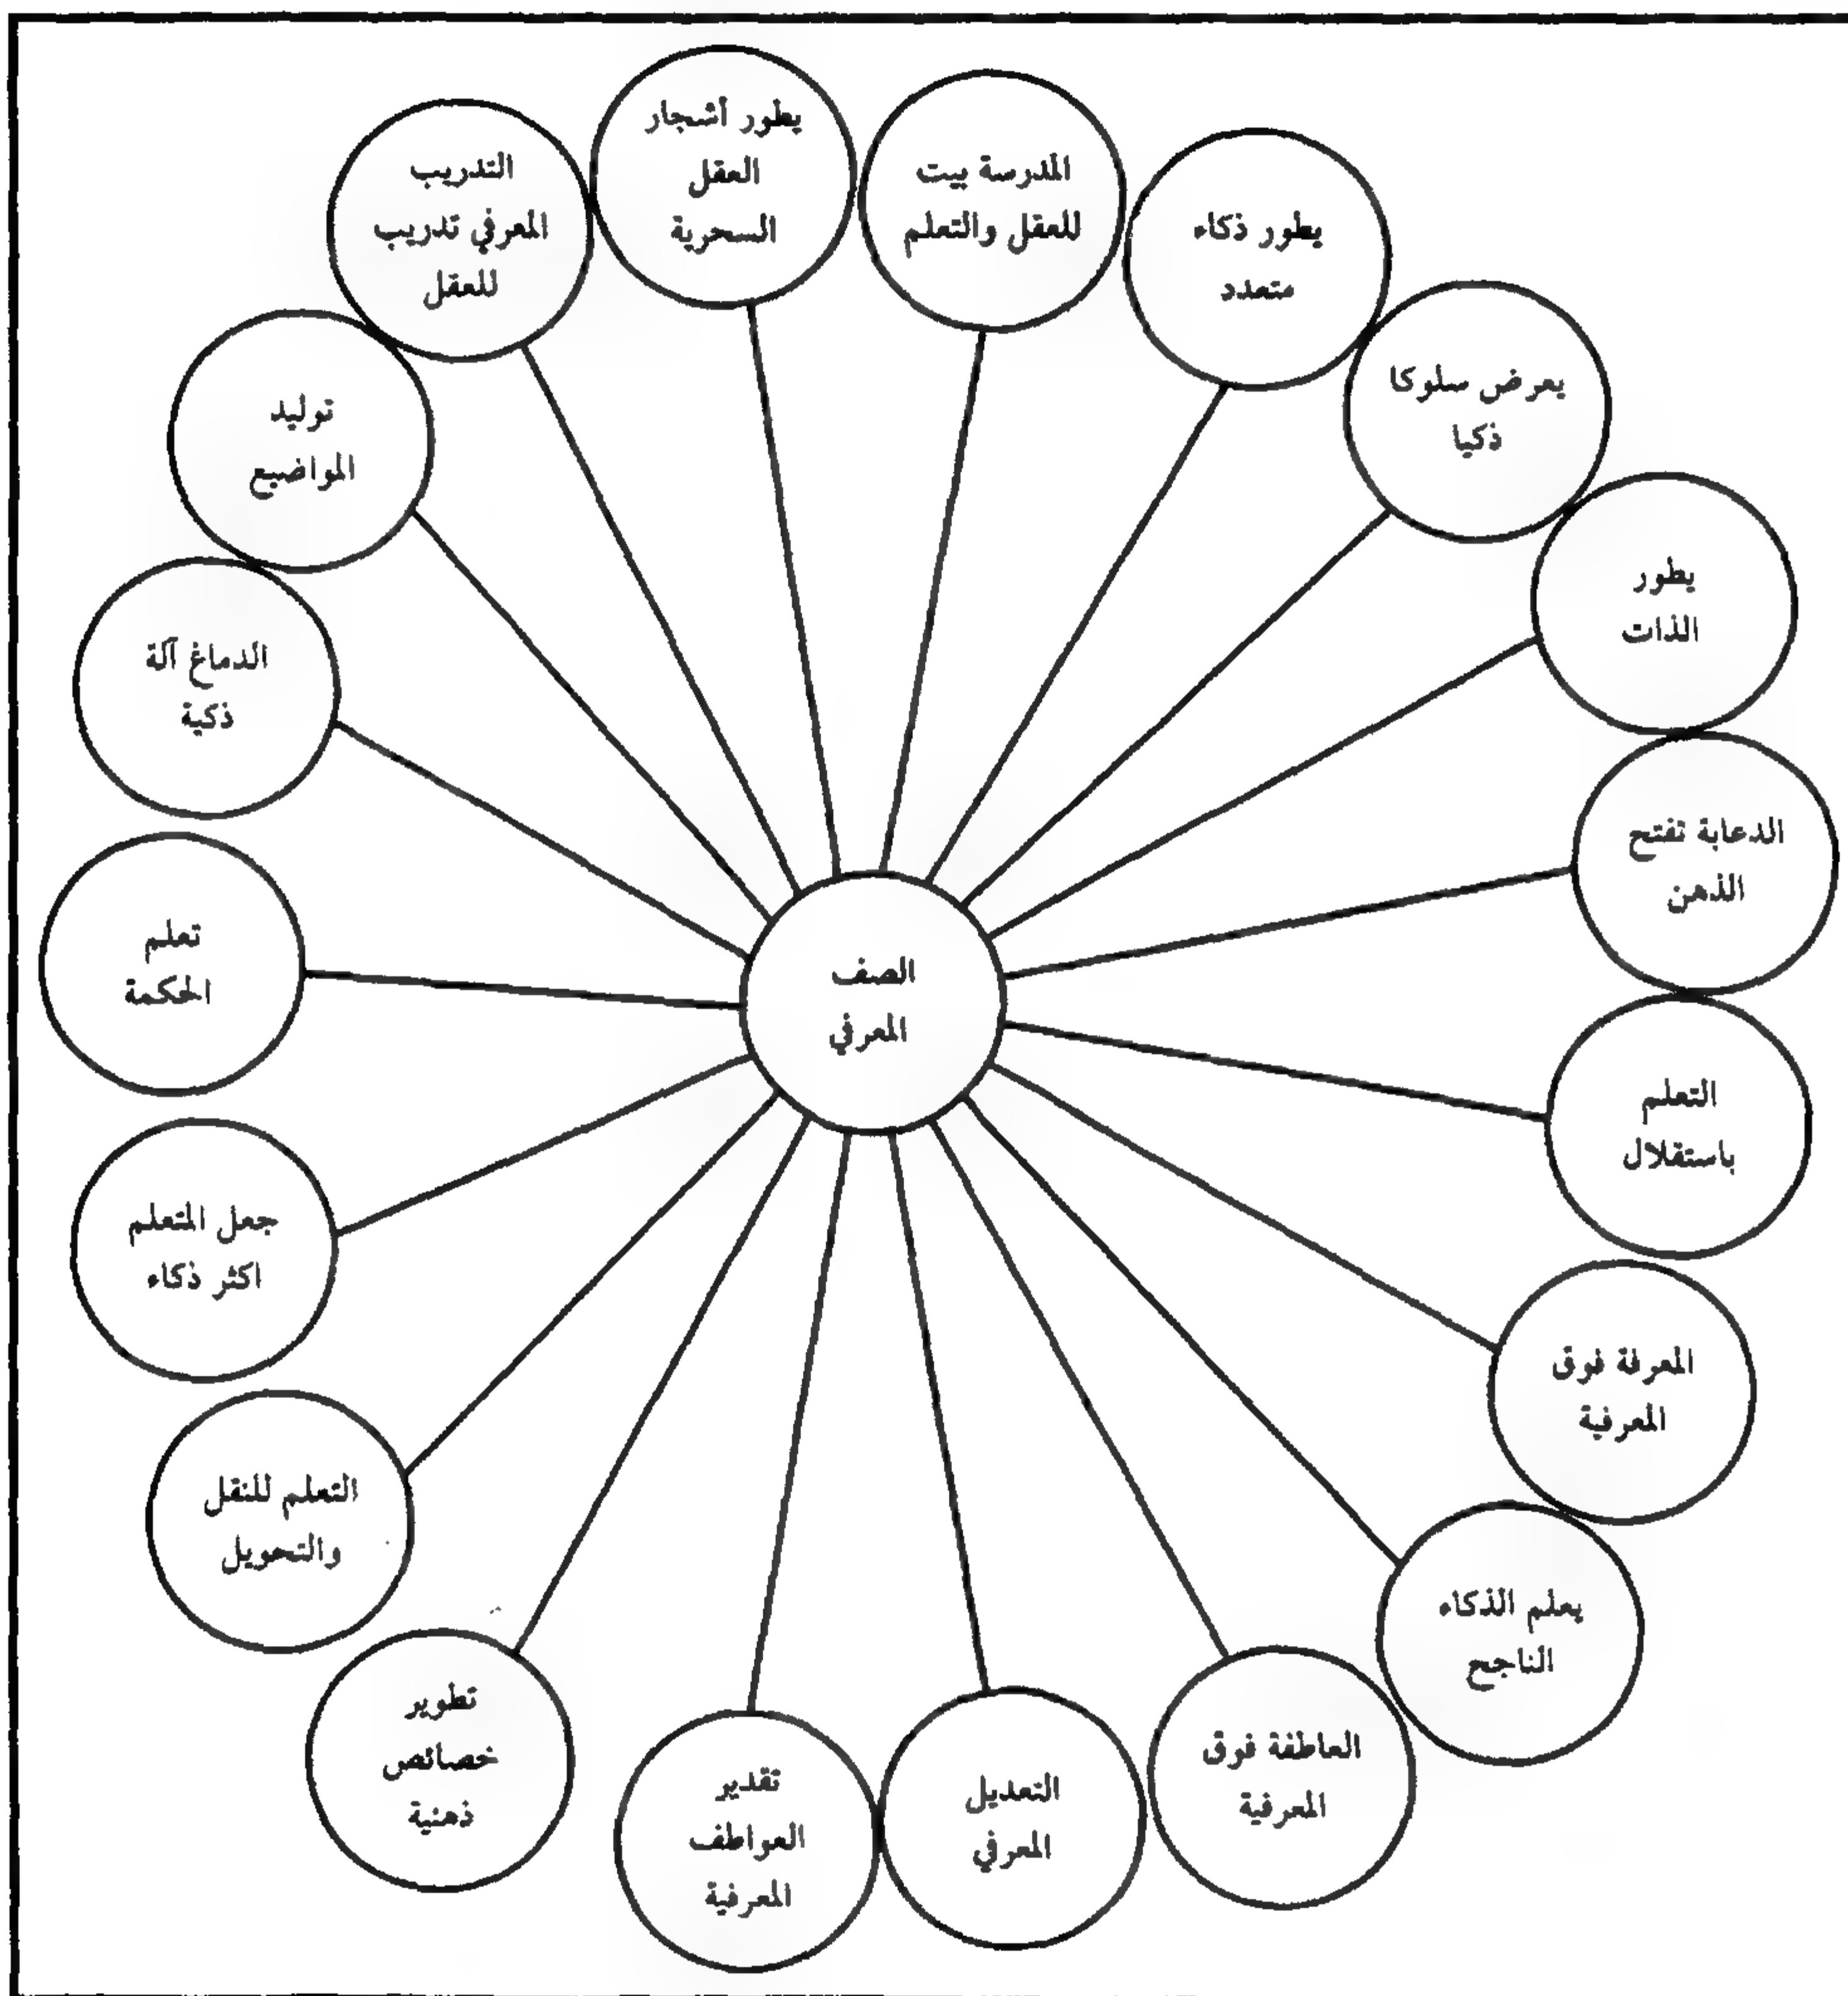 يطور أشجار
العقل
السحرية
المدرسة بيت
للعقل والتعلم
يطور ذكاء
متعدد
يعرض سلوكا
ذكيا
يطور
الذات
الدعابة تفتح
الذهن
التعلم
باستقلال
المعرفة فوق
المعرفية
يعلم الذكاء
الناجح
العاطفة فوق
المعرفية
التعديل
المعرفي
تقدير
العواطف
المعرفية
تطوير
خصائص
ذهنية
التعلم للنقل
والتحويل
جعل المتعلم
اكثر ذكاء
تعلم
الحكمة
الدماغ آلة
ذكية
توليد
المواضيع
التدريب
المعرفي تدريب
للعقل
الصف
المعرفي